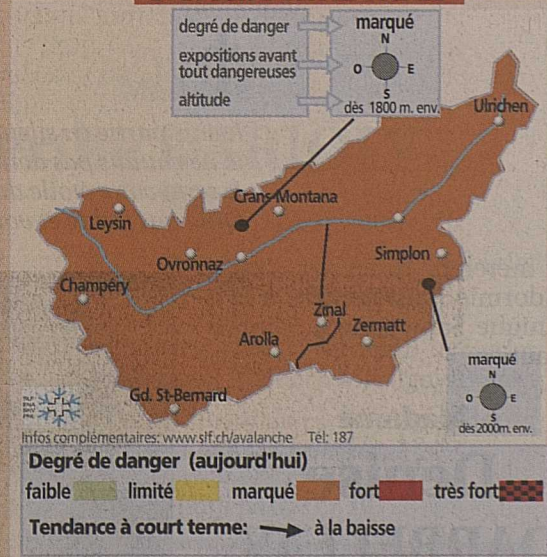 degré de danger
marqué
N
expositions avant
tout dangereuses
O E
S
altitude
dès 1800 m. env.
Ulrichen
Crans-Montana
Leysin
Ovronnaz
Simplon
Champéry
Zinal
Arolla
Zermatt
marqué
N
O E
S
dès 2000m. env.
Gd. St-Bernard
Infos complémentaires: www.slf.ch/avalanche Tél: 187
Degré de danger (aujourd'hui)
faible limité marqué fort très fort
Tendance à court terme: à la baisse